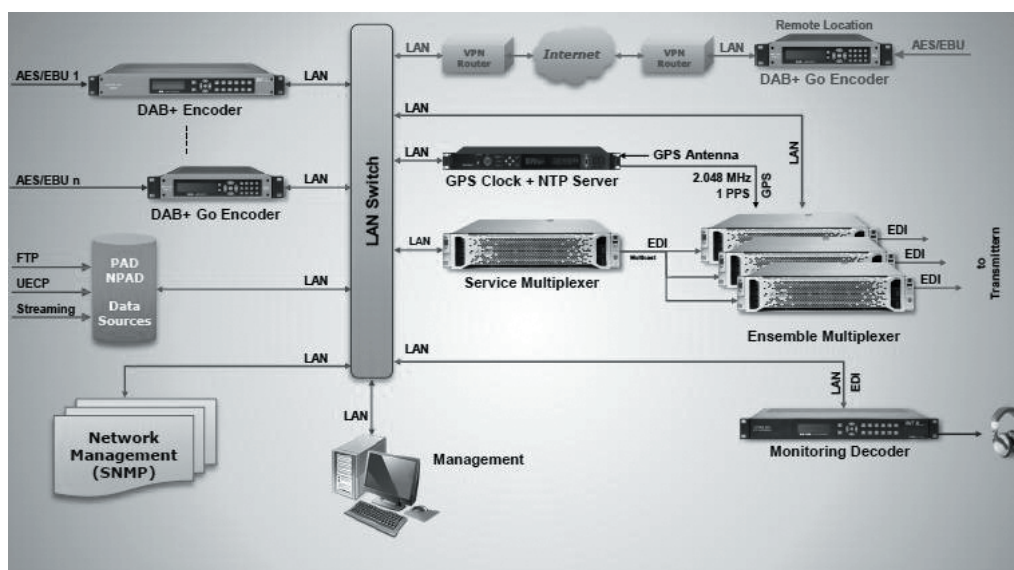 Remote Location
AES/EBU 1
LAN
DAB+ Encoder
AES/EBU n
LAN
DAB+ Go Encoder
FTP
UECP
Streaming
PAD
NPAD
Data
Sources
LAN
LAN
Network
Management
(SNMP)
LAN Switch
LAN
Management
LAN
VPN
Router
Internet
VPN
Router
LAN
AES/EBU
DAB+ Go Encoder
LAN
LAN
LAN
GPS Antenna
GPS Clock + NTP Server
2.048 MHz
1 PPS
GPS
LAN
EDI
Multicast
Service Multiplexer
EDI
EDI
EDI
to
Transmittern
Ensemble Multiplexer
LAN
LAN
EDI
Monitoring Decoder